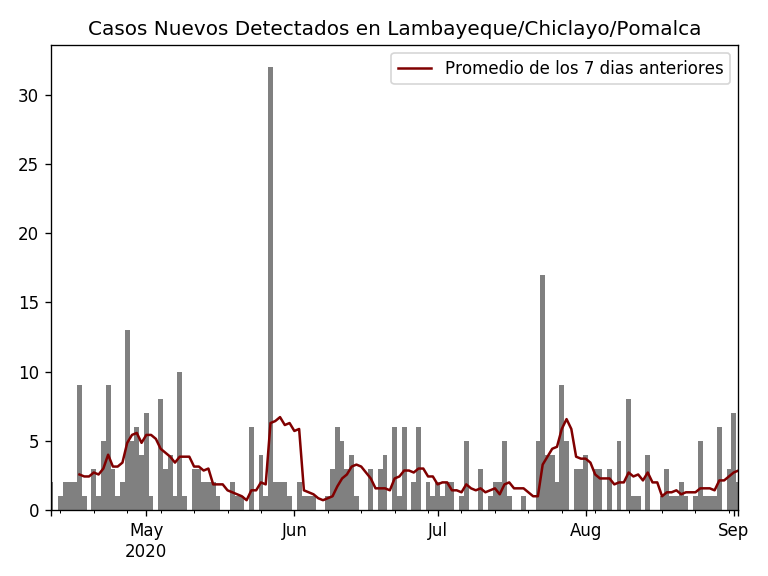 Casos Nuevos Detectados en Lambayeque/Chiclayo/Pomalca
Promedio de los 7 dias anteriores
30
25
20
15
10
5
0
May Jun Jul Aug Sep
2020